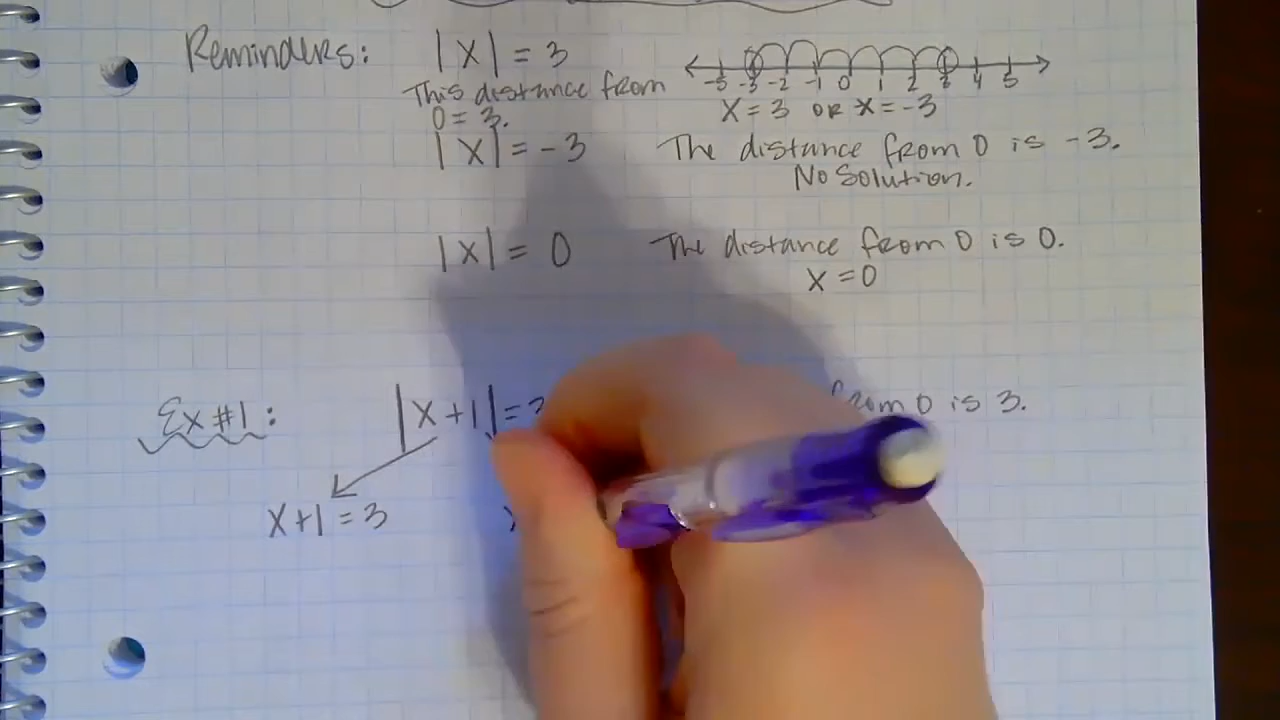 Reminders: |x| = 3
-5 -3 -2 -1 0 1 2 3 4 5
This distance from
0 = 3.
x = 3 OR x = -3
|x| = -3 The distance from 0 is -3.
No Solution.
|x| = 0 The distance from 0 is 0.
x = 0
Ex #1: |x+1| = 3 from 0 is 3.
x+1 = 3